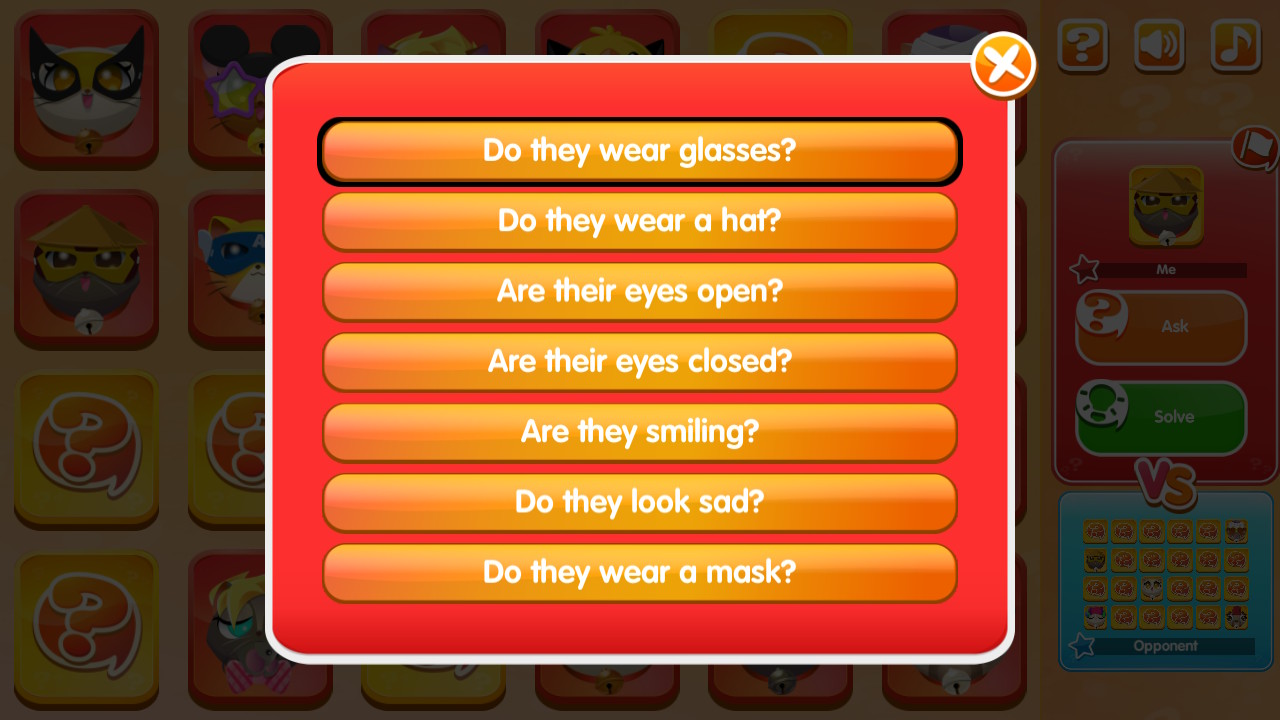 Do they wear glasses?
Do they wear a hat?
Are their eyes open?
Are their eyes closed?
Are they smiling?
Do they look sad?
Do they wear a mask?
Me
Ask
Solve
VS
Opponent